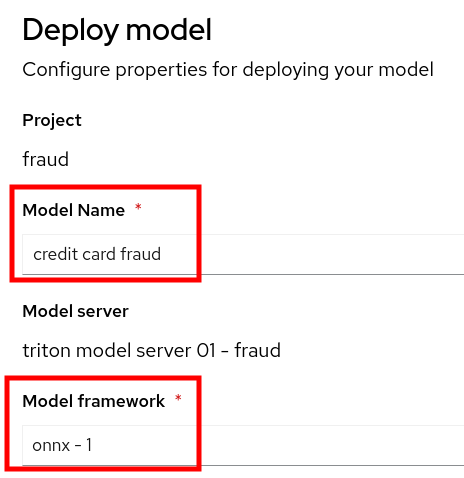 Deploy model
Configure properties for deploying your model
Project
fraud
Model Name *
credit card fraud
Model server
triton model server 01 - fraud
Model framework *
onnx - 1